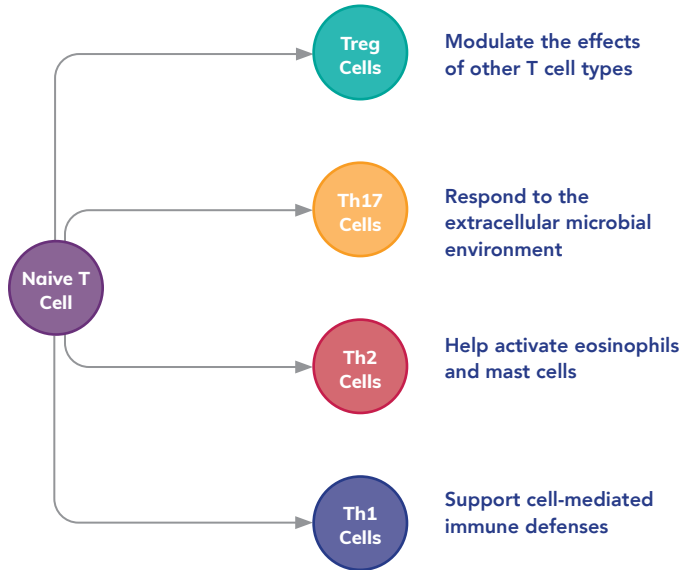 Treg
Cells
Modulate the effects
of other T cell types
Th17
Cells
Respond to the
extracellular microbial
environment
Naive T
Cell
Th2
Cells
Help activate eosinophils
and mast cells
Th1
Cells
Support cell-mediated
immune defenses